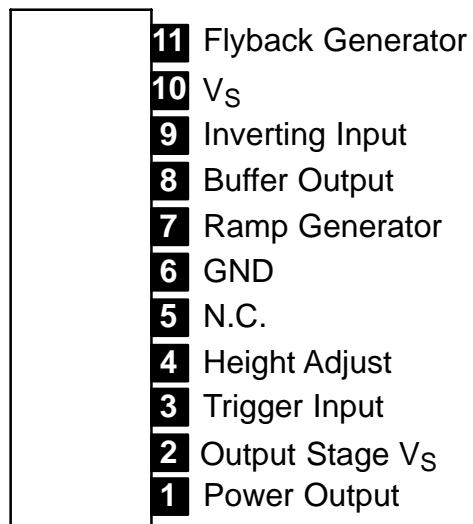 11 Flyback Generator
10 VS
9 Inverting Input
8 Buffer Output
7 Ramp Generator
6 GND
5 N.C.
4 Height Adjust
3 Trigger Input
2 Output Stage VS
1 Power Output